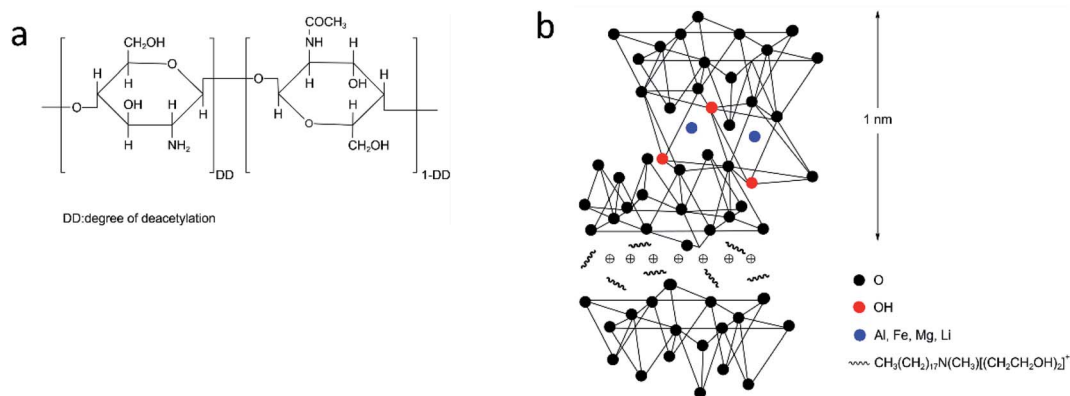 a
COCH₃
CH₂OH
NH
H
H
H
O
H
O
OH
O
H
OH
H
H
H
H
O
H
H
NH₂
CH₂OH
DD
1-DD
DD:degree of deacetylation
b
1 nm
O
OH
Al, Fe, Mg, Li
CH₃(CH₂)₁₇N(CH₃)[(CH₂CH₂OH)₂]⁺